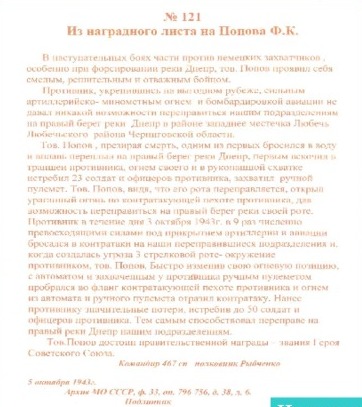 № 121
Из наградного листа на Попова Ф.К.
В наступательных боях части против немецких захватчиков ,
особенно при форсировании реки Днепр, тов. Попов проявил себя
смелым, решительным и отважным бойцом.
Противник, укрепившись на выгодном рубеже, сильным
артиллерийско- минометным огнем и бомбардировкой авиации не
давал никакой возможности переправиться нашим подразделениям
на правый берег реки Днепр в районе западнее местечка Любечь
Любечьского района Черниговской области.
Тов. Попов , презирая смерть, одним из первых бросился в воду
и вплавь переплыл на правый берег реки Днепр, первым вскочил в
траншеи противника, огнем своего и в рукопашной схватке
истребил 23 солдат и офицеров противника, захватил ручной
пулемет. Тов. Попов, видя, что его рота переправляется, открыл
ураганный огонь по контратакующей пехоте противника, дав
возможность переправиться на правый берег реки своей роте.
Противник в течение дня 3 октября 1943г. в 9 раз численно
превосходящими силами под прикрытием артиллерии и авиации
бросался в контратаки на наши переправившиеся подразделения и,
когда создалась угроза 3 стрелковой роте- окружение
противником, тов. Попов. Быстро изменив свою огневую позицию,
с автоматом и захваченным у противника ручным пулеметом
пробрался во фланг контратакующей пехоте противника и огнем
из автомата и ручного пулемета отразил контратаку. Нанес
противнику значительные потери, истребив до 50 солдат и
офицеров противника. Тем самым способствовал переправе на
правый реки Днепр нашим подразделениям.
Тов.Попов достоин правительственной награды – звания Героя
Советского Союза.
Командир 467 сп полковник Рыбченко
5 октября 1943г.
Архив МО СССР, ф. 33, оп. 796 756, д. 38, л. 6.
Подлинник